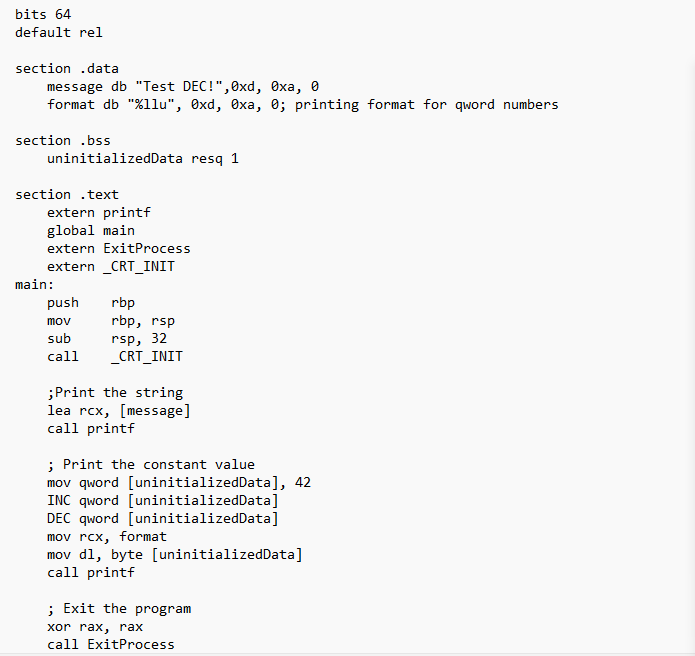 bits 64
default rel

section .data
    message db "Test DEC!",0xd, 0xa, 0
    format db "%llu", 0xd, 0xa, 0; printing format for qword numbers

section .bss
    uninitializedData resq 1

section .text
    extern printf
    global main
    extern ExitProcess
    extern _CRT_INIT
main:
    push    rbp
    mov     rbp, rsp
    sub     rsp, 32
    call    _CRT_INIT

    ;Print the string
    lea rcx, [message]
    call printf

    ; Print the constant value
    mov qword [uninitializedData], 42
    INC qword [uninitializedData]
    DEC qword [uninitializedData]
    mov rcx, format
    mov dl, byte [uninitializedData]
    call printf

    ; Exit the program
    xor rax, rax
    call ExitProcess